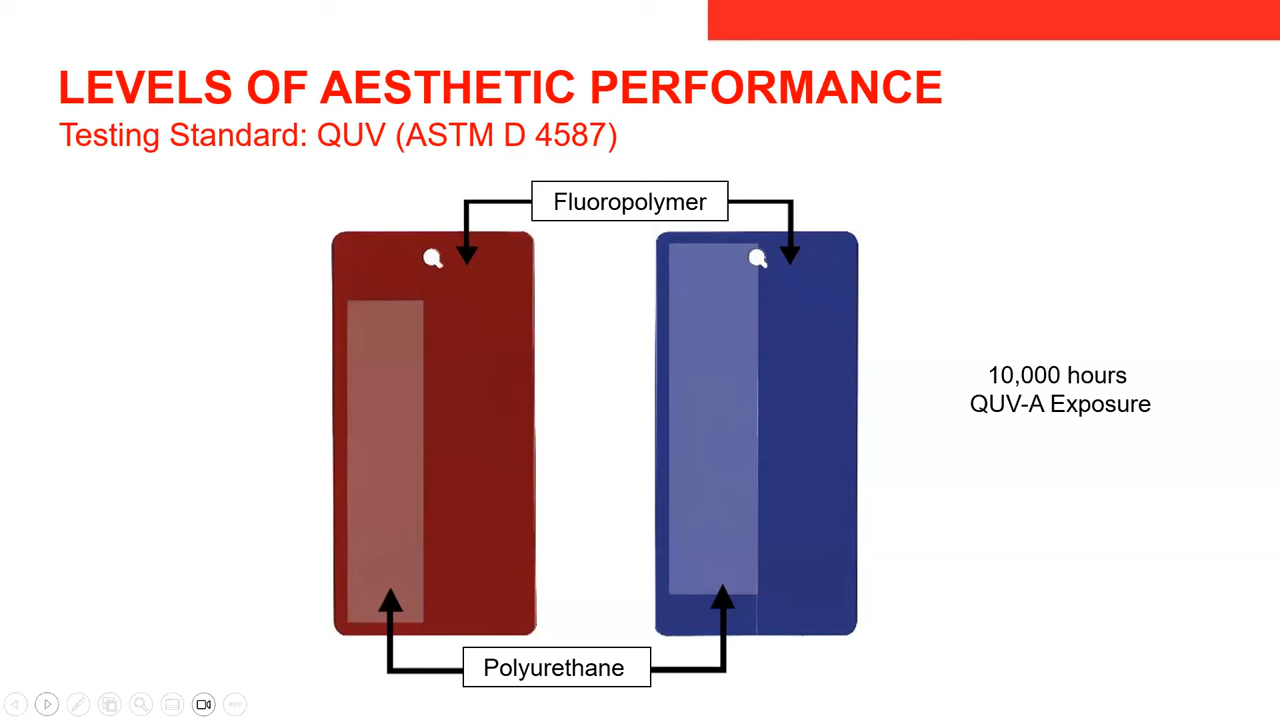 LEVELS OF AESTHETIC PERFORMANCE
Testing Standard: QUV (ASTM D 4587)
Fluoropolymer
10,000 hours
QUV-A Exposure
Polyurethane